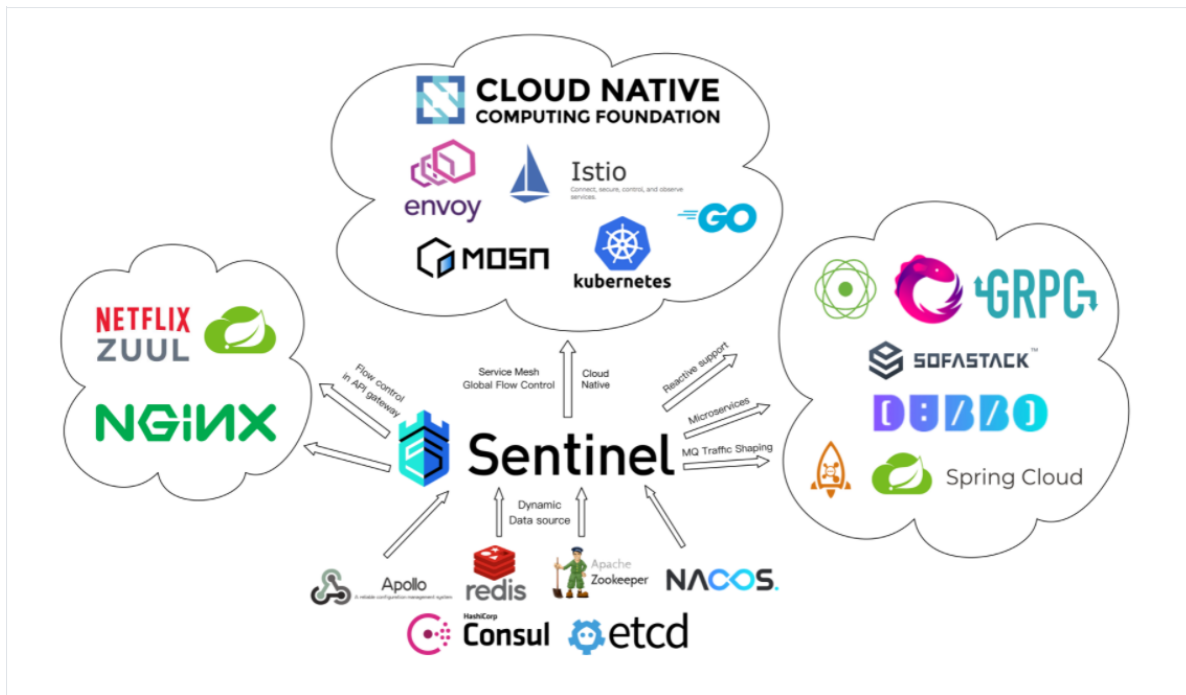 CLOUD NATIVE
COMPUTING FOUNDATION
envoy
Istio
Connect, secure, control, and observe
services.
GO
MOSN
kubernetes
NETFLIX
ZUUL
NGINX
GRPC
SOFASTACK™
DUBBO
Spring Cloud
Flow control
in API gateway
Service Mesh
Global Flow Control
Cloud
Native
Reactive support
Microservices
MQ Traffic Shaping
Sentinel
Dynamic
Data source
Apollo
A reliable configuration management system
redis
Apache
Zookeeper
NACOS.
HashiCorp
Consul
etcd